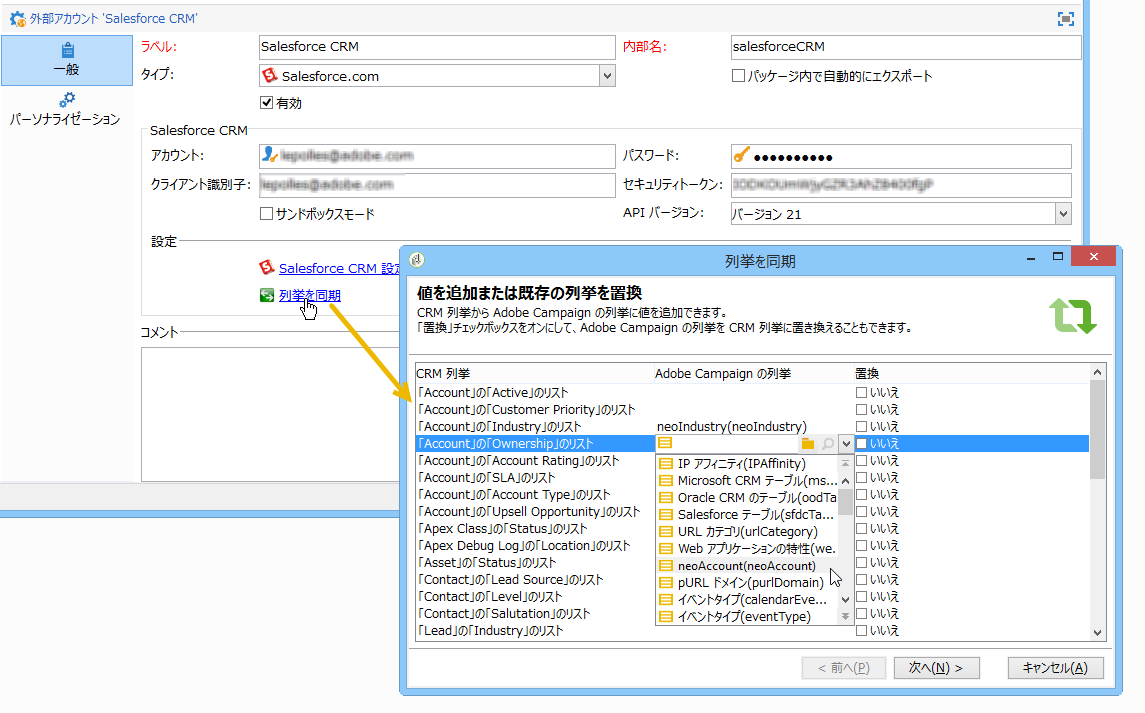 外部アカウント 'Salesforce CRM'
一般
パーソナライゼーション
ラベル: Salesforce CRM 内部名: salesforceCRM
タイプ: Salesforce.com パッケージ内で自動的にエクスポート
有効
Salesforce CRM
アカウント: lepolles@adobe.com パスワード: ●●●●●●●●●●
クライアント識別子: lepolles@adobe.com セキュリティトークン:
サンドボックスモード API バージョン: バージョン 21
設定
Salesforce CRM 設定
列挙を同期
コメント
列挙を同期
値を追加または既存の列挙を置換
CRM 列挙から Adobe Campaign の列挙に値を追加できます。
「置換」チェックボックスをオンにして、Adobe Campaign の列挙を CRM 列挙に置き換えることもできます。
CRM 列挙 Adobe Campaign の列挙 置換
「Account」の「Active」のリスト いいえ
「Account」の「Customer Priority」のリスト いいえ
「Account」の「Industry」のリスト neoIndustry(neoIndustry) いいえ
「Account」の「Ownership」のリスト いいえ
「Account」の「Account Rating」のリスト IP アフィニティ(IPAffinity) いいえ
「Account」の「SLA」のリスト Microsoft CRM テーブル(ms... いいえ
「Account」の「Account Type」のリスト Oracle CRM のテーブル(oodTa いいえ
「Account」の「Upsell Opportunity」のリスト Salesforce テーブル(sfdcTa... いいえ
「Apex Class」の「Status」のリスト URL カテゴリ(urlCategory) いいえ
「Apex Debug Log」の「Location」のリスト Web アプリケーションの特性(we. いいえ
「Asset」の「Status」のリスト neoAccount(neoAccount) いいえ
「Contact」の「Lead Source」のリスト pURL ドメイン(purlDomain) いいえ
「Contact」の「Level」のリスト イベントタイプ(calendarEve... いいえ
「Contact」の「Salutation」のリスト イベントタイプ(eventType) いいえ
「Lead」の「Industry」のリスト いいえ
< 前へ(P) 次へ(N) > キャンセル(A)